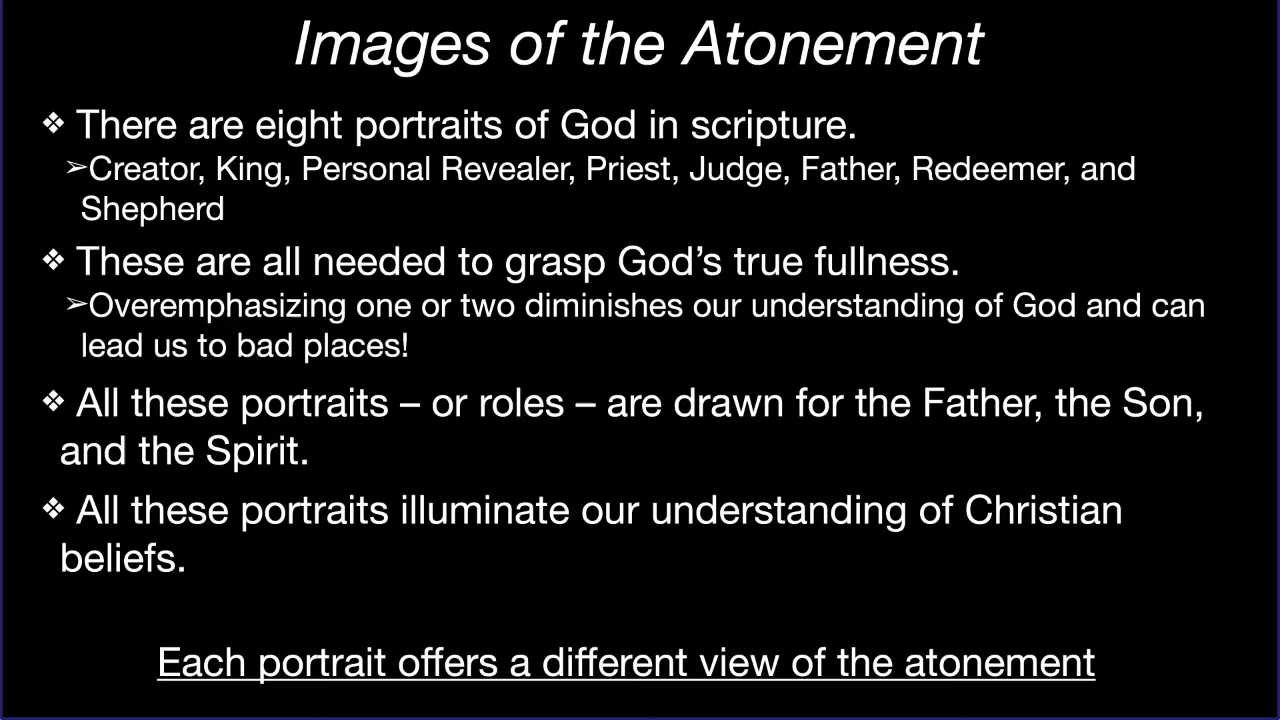 Images of the Atonement
❖ There are eight portraits of God in scripture.
➢Creator, King, Personal Revealer, Priest, Judge, Father, Redeemer, and
Shepherd
❖ These are all needed to grasp God’s true fullness.
➢Overemphasizing one or two diminishes our understanding of God and can
lead us to bad places!
❖ All these portraits – or roles – are drawn for the Father, the Son,
and the Spirit.
❖ All these portraits illuminate our understanding of Christian
beliefs.
Each portrait offers a different view of the atonement